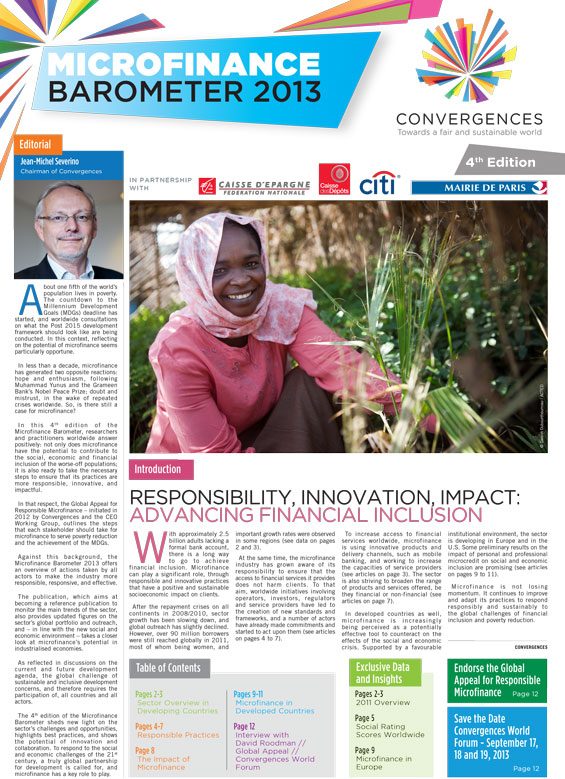 MICROFINANCE
BAROMETER 2013
CONVERGENCES
Towards a fair and sustainable world
4th Edition
Editorial
Jean-Michel Severino
Chairman of Convergences
IN PARTNERSHIP
WITH
CAISSE D'EPARGNE
FÉDÉRATION NATIONALE
Caisse
des Dépôts
citi
MAIRIE DE PARIS
About one fifth of the world's
population lives in poverty.
The countdown to the
Millennium Development
Goals (MDGs) deadline has
started, and worldwide consultations
on what the Post 2015 development
framework should look like are being
conducted. In this context, reflecting
on the potential of microfinance seems
particularly opportune.
In less than a decade, microfinance
has generated two opposite reactions:
hope and enthusiasm, following
Muhammad Yunus and the Grameen
Bank's Nobel Peace Prize; doubt and
mistrust, in the wake of repeated
crises worldwide. So, is there still a
case for microfinance?
In this 4th edition of the
Microfinance Barometer, researchers
and practitioners worldwide answer
positively: not only does microfinance
have the potential to contribute to
the social, economic and financial
inclusion of the worse-off populations;
it is also ready to take the necessary
steps to ensure that its practices are
more responsible, innovative, and
impactful.
In that respect, the Global Appeal for
Responsible Microfinance – initiated in
2012 by Convergences and the CEO
Working Group, outlines the steps
that each stakeholder should take for
microfinance to serve poverty reduction
and the achievement of the MDGs.
Against this background, the
Microfinance Barometer 2013 offers
an overview of actions taken by all
actors to make the industry more
responsible, responsive, and effective.
The publication, which aims at
becoming a reference publication to
monitor the main trends of the sector,
also provides updated figures on the
sector's global portfolio and outreach,
and – in line with the new social and
economic environment – takes a closer
look at microfinance's potential in
industrialised economies.
As reflected in discussions on the
current and future development
agenda, the global challenge of
sustainable and inclusive development
concerns, and therefore requires the
participation of, all countries and all
actors.
The 4th edition of the Microfinance
Barometer sheds new light on the
sector's challenges and opportunities,
highlights best practices, and shows
the potential of innovation and
collaboration. To respond to the social
and economic challenges of the 21st
century, a truly global partnership
for development is called for, and
microfinance has a key role to play.
Introduction
RESPONSIBILITY, INNOVATION, IMPACT:
ADVANCING FINANCIAL INCLUSION
With approximately 2.5
billion adults lacking a
formal bank account,
there is a long way
to go to achieve
financial inclusion. Microfinance
can play a significant role, through
responsible and innovative practices
that have a positive and sustainable
socioeconomic impact on clients.
After the repayment crises on all
continents in 2008/2010, sector
growth has been slowing down, and
global outreach has slightly declined.
However, over 90 million borrowers
were still reached globally in 2011,
most of whom being women, and
important growth rates were observed
in some regions (see data on pages
2 and 3).
At the same time, the microfinance
industry has grown aware of its
responsibility to ensure that the
access to financial services it provides
does not harm clients. To that
aim, worldwide initiatives involving
operators, investors, regulators
and service providers have led to
the creation of new standards and
frameworks, and a number of actors
have already made commitments and
started to act upon them (see articles
on pages 4 to 7).
To increase access to financial
services worldwide, microfinance
is using innovative products and
delivery channels, such as mobile
banking, and working to increase
the capacities of service providers
(see articles on page 3). The sector
is also striving to broaden the range
of products and services offered, be
they financial or non-financial (see
articles on page 7).
In developed countries as well,
microfinance is increasingly
being perceived as a potentially
effective tool to counteract on the
effects of the social and economic
crisis. Supported by a favourable
institutional environment, the sector
is developing in Europe and in the
U.S. Some preliminary results on the
impact of personal and professional
microcredit on social and economic
inclusion are promising (see articles
on pages 9 to 11).
Microfinance is not losing
momentum. It continues to improve
and adapt its practices to respond
responsibly and sustainably to
the global challenges of financial
inclusion and poverty reduction.
CONVERGENCES
Table of Contents
Pages 2-3
Sector Overview in
Developing Countries
Pages 4-7
Responsible Practices
Page 8
The Impact of
Microfinance
Pages 9-11
Microfinance in
Developed Countries
Page 12
Interview with
David Roodman //
Global Appeal //
Convergences World
Forum
Exclusive Data
and Insights
Pages 2-3
2011 Overview
Page 5
Social Rating
Scores Worldwide
Page 9
Microfinance in
Europe
Endorse the Global
Appeal for Responsible
Microfinance Page 12
Save the Date
Convergences World
Forum - September 17,
18 and 19, 2013
Page 12